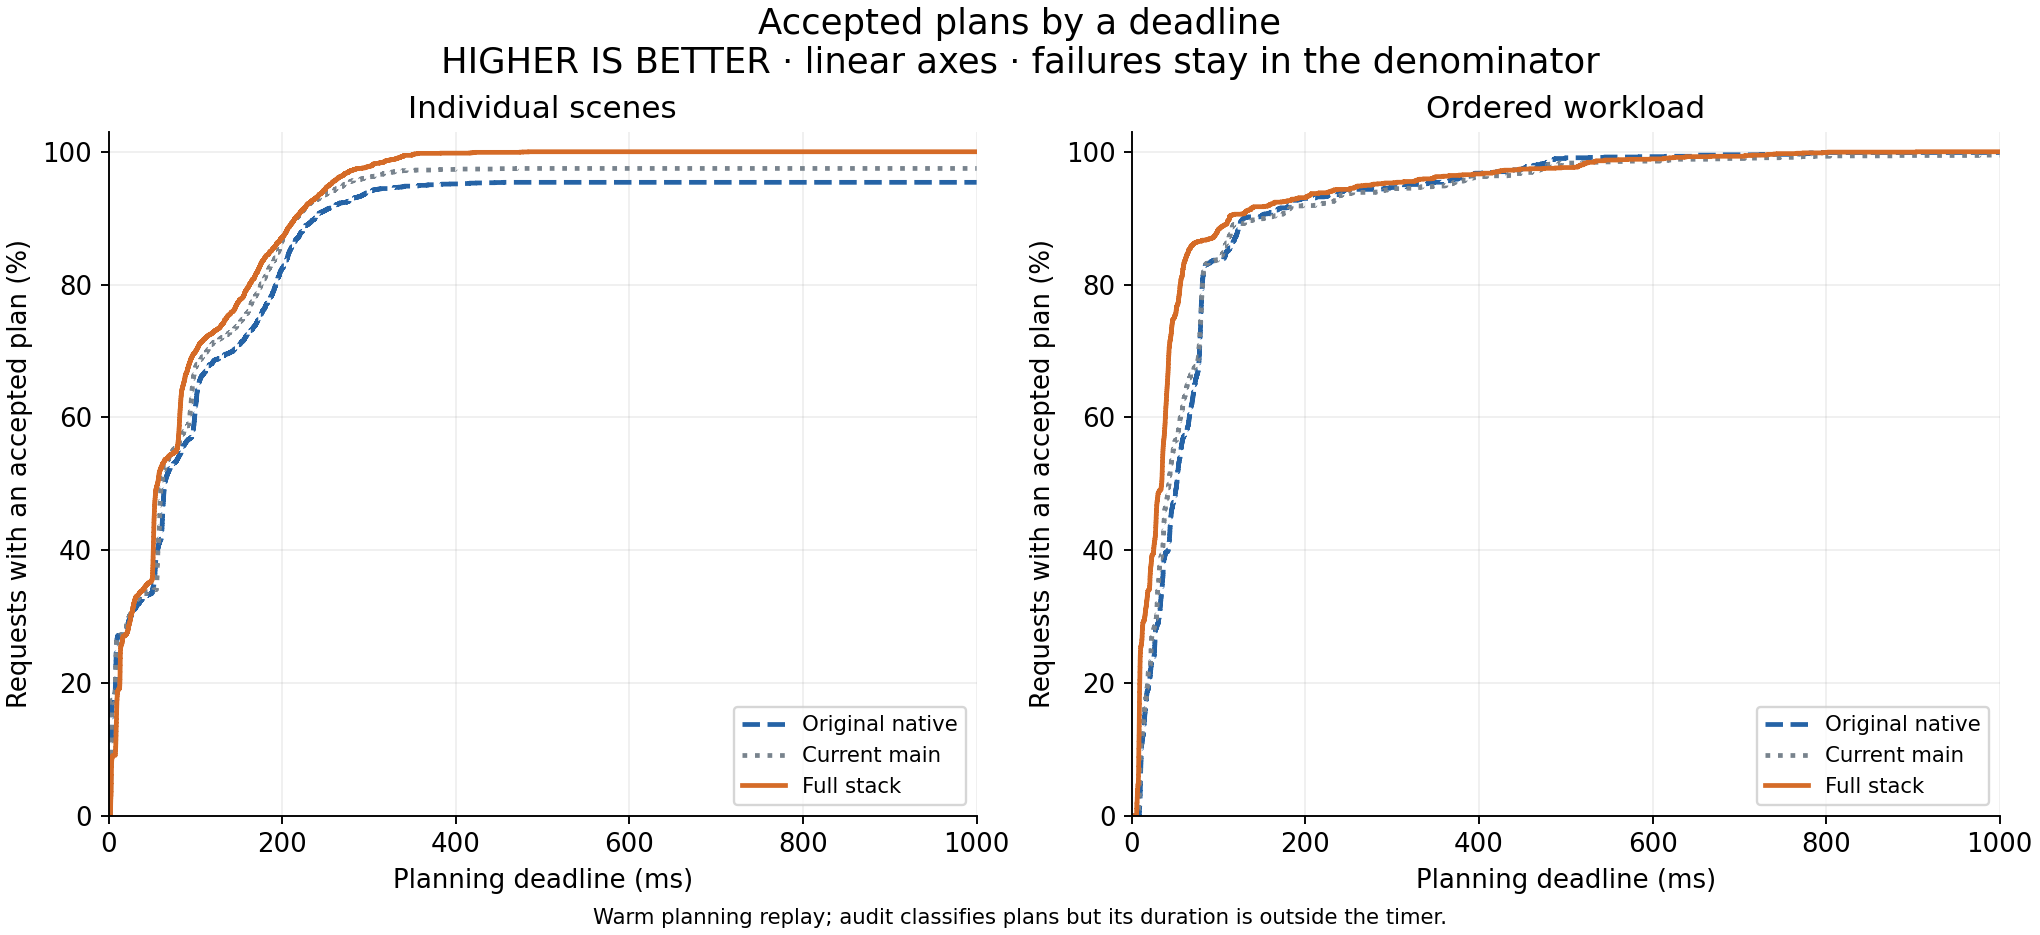 Accepted plans by a deadline
HIGHER IS BETTER · linear axes · failures stay in the denominator
Individual scenes
Requests with an accepted plan (%)
100
80
60
40
20
0
0 200 400 600 800 1000
Planning deadline (ms)
Original native
Current main
Full stack
Ordered workload
Requests with an accepted plan (%)
100
80
60
40
20
0
0 200 400 600 800 1000
Planning deadline (ms)
Original native
Current main
Full stack
Warm planning replay; audit classifies plans but its duration is outside the timer.